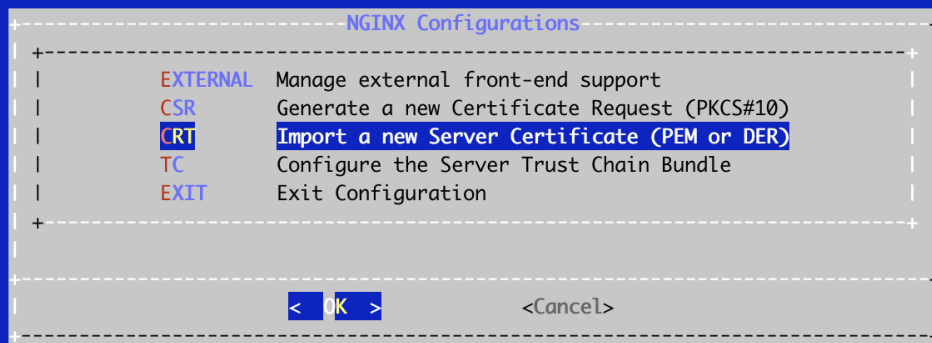 NGINX Configurations
EXTERNAL Manage external front-end support
CSR Generate a new Certificate Request (PKCS#10)
CRT Import a new Server Certificate (PEM or DER)
TC Configure the Server Trust Chain Bundle
EXIT Exit Configuration
< OK > <Cancel>